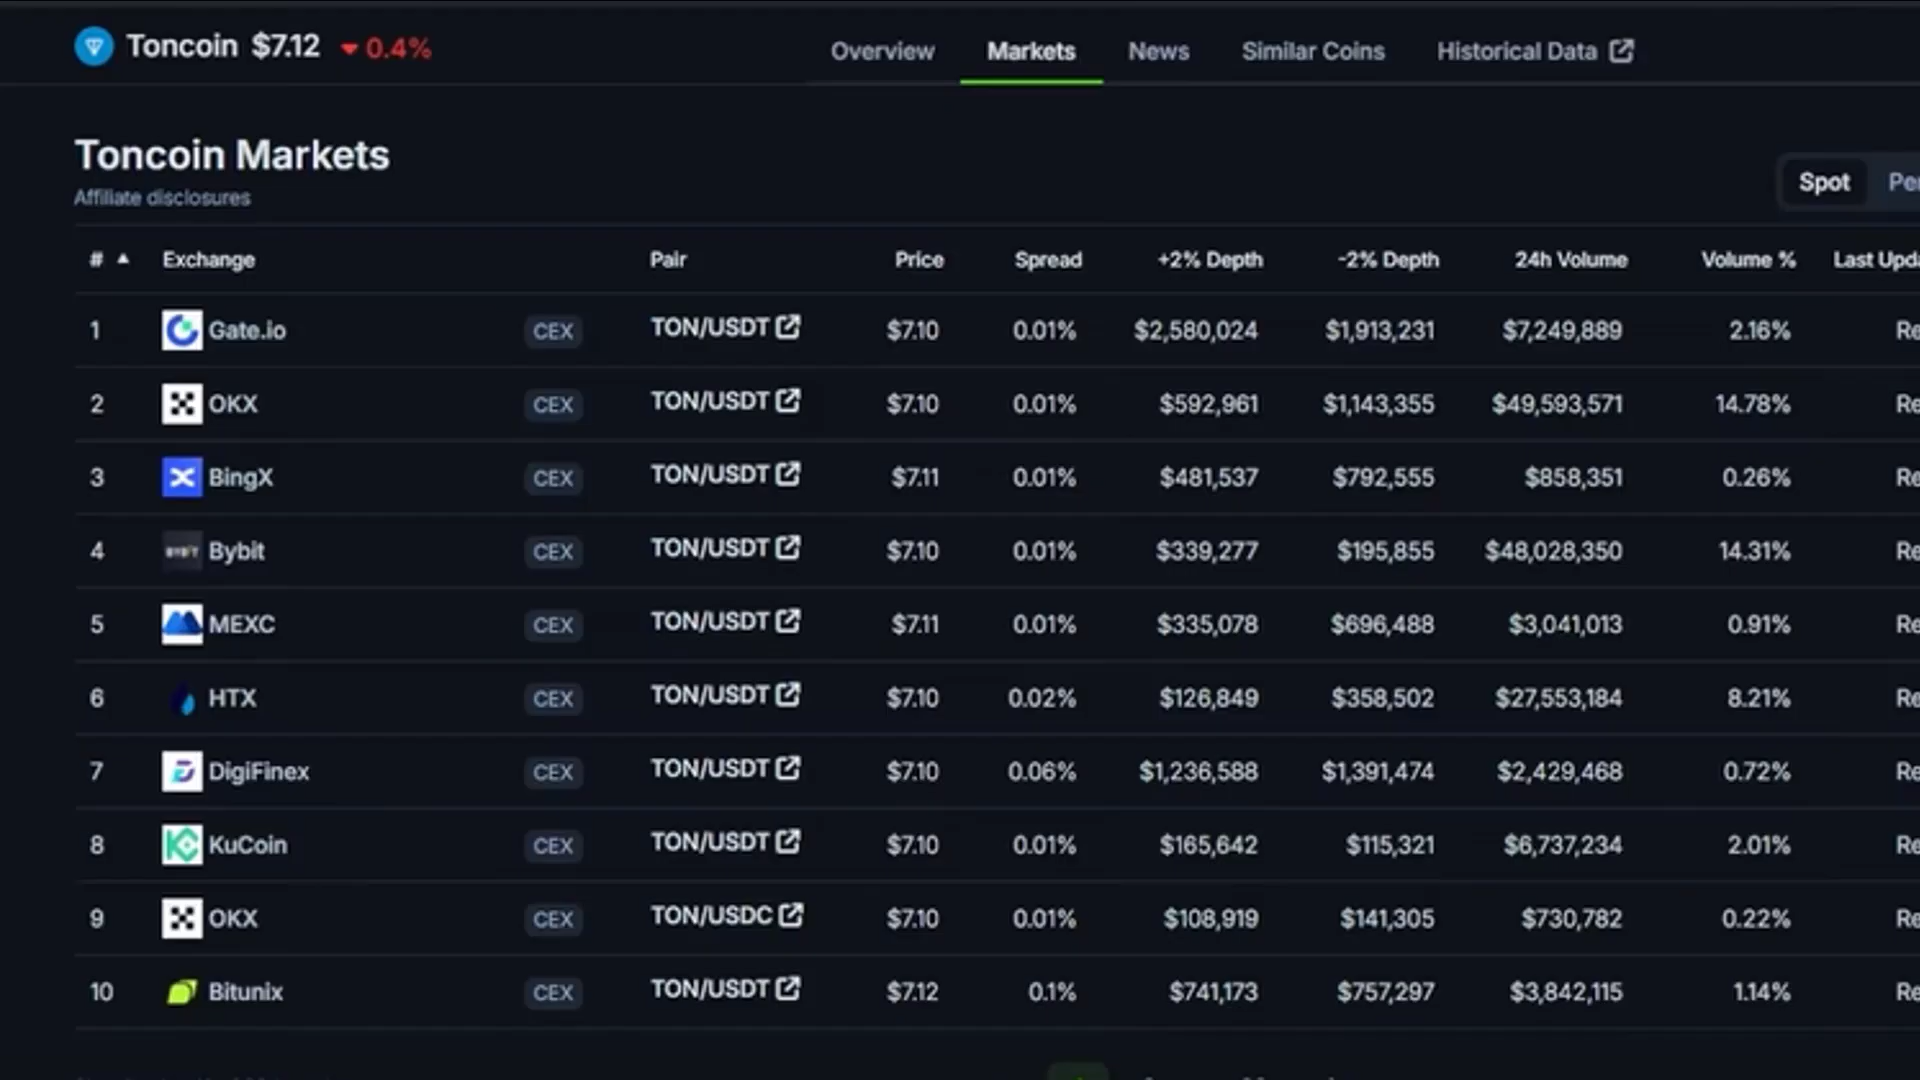 Toncoin $7.12 0.4% Overview Markets News Similar Coins Historical Data
Toncoin Markets
Affiliate disclosures
Spot
# Exchange Pair Price Spread +2% Depth -2% Depth 24h Volume Volume % Last
1 Gate.io CEX TON/USDT $7.10 0.01% $2,580,024 $1,913,231 $7,249,889 2.16%
2 OKX CEX TON/USDT $7.10 0.01% $592,961 $1,143,355 $49,593,571 14.78%
3 BingX CEX TON/USDT $7.11 0.01% $481,537 $792,555 $858,351 0.26%
4 Bybit CEX TON/USDT $7.10 0.01% $339,277 $195,855 $48,028,350 14.31%
5 MEXC CEX TON/USDT $7.11 0.01% $335,078 $696,488 $3,041,013 0.91%
6 HTX CEX TON/USDT $7.10 0.02% $126,849 $358,502 $27,553,184 8.21%
7 DigiFinex CEX TON/USDT $7.10 0.06% $1,236,588 $1,391,474 $2,429,468 0.72%
8 KuCoin CEX TON/USDT $7.10 0.01% $165,642 $115,321 $6,737,234 2.01%
9 OKX CEX TON/USDC $7.10 0.01% $108,919 $141,305 $730,782 0.22%
10 Bitunix CEX TON/USDT $7.12 0.1% $741,173 $757,297 $3,842,115 1.14%